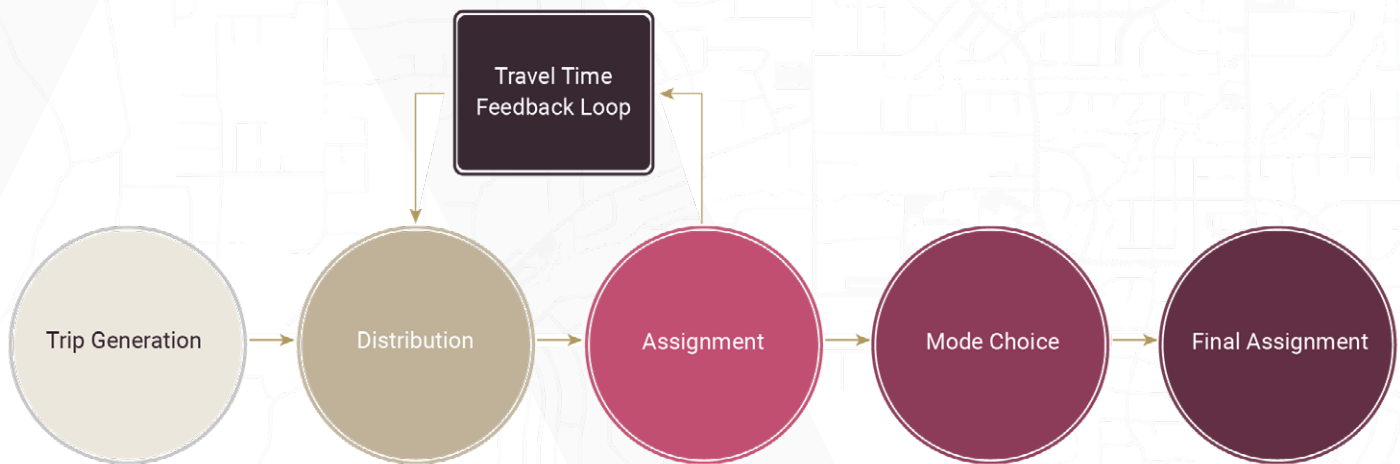 Travel Time
Feedback Loop
Trip Generation
Distribution
Assignment
Mode Choice
Final Assignment